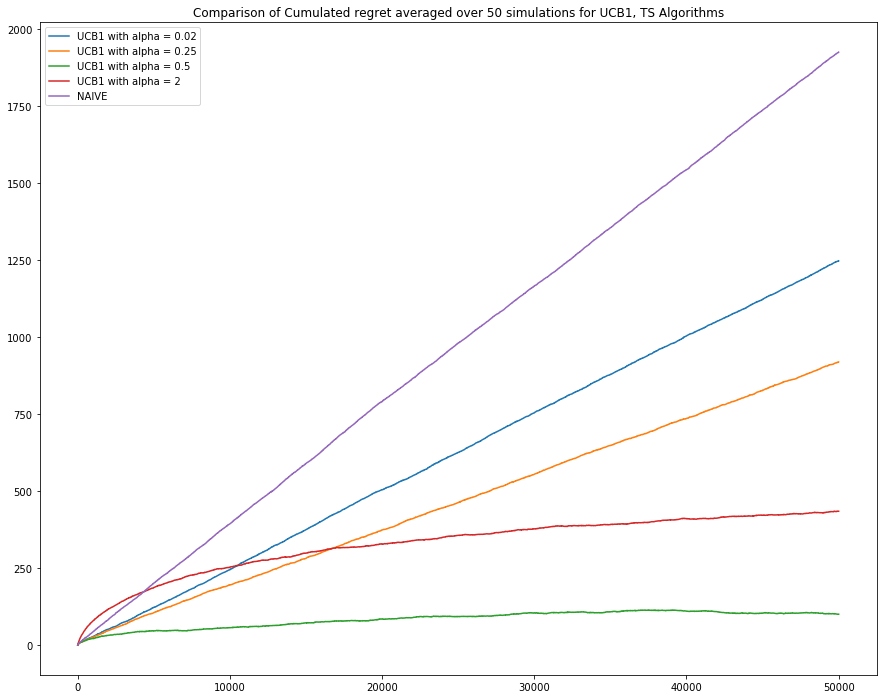 Comparison of Cumulated regret averaged over 50 simulations for UCB1, TS Algorithms
UCB1 with alpha = 0.02
UCB1 with alpha = 0.25
UCB1 with alpha = 0.5
UCB1 with alpha = 2
NAIVE
2000
1750
1500
1250
1000
750
500
250
0
0 10000 20000 30000 40000 50000